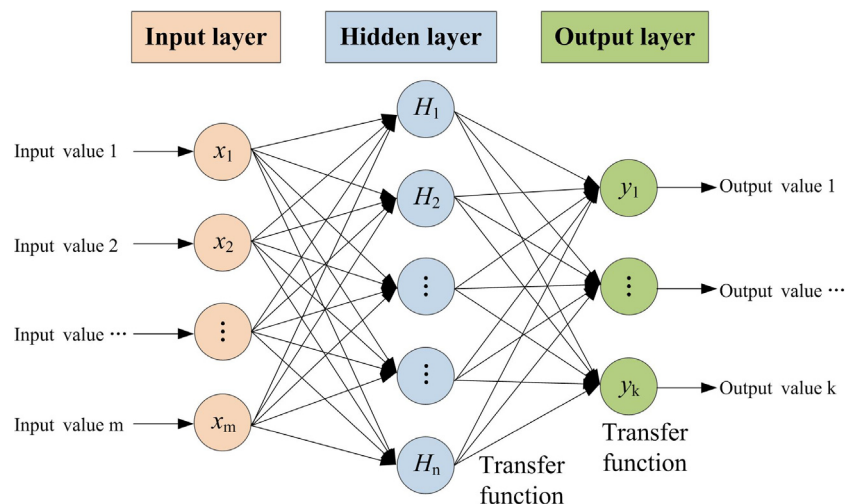 Input layer
Hidden layer
Output layer
Input value 1
Input value 2
Input value ···
Input value m
x₁
x₂
⋮
xₘ
H₁
H₂
⋮
⋮
Hₙ
y₁
⋮
yₖ
Output value 1
Output value ···
Output value k
Transfer
function
Transfer
function